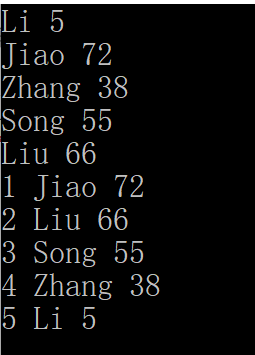 Li 5
Jiao 72
Zhang 38
Song 55
Liu 66
1 Jiao 72
2 Liu 66
3 Song 55
4 Zhang 38
5 Li 5